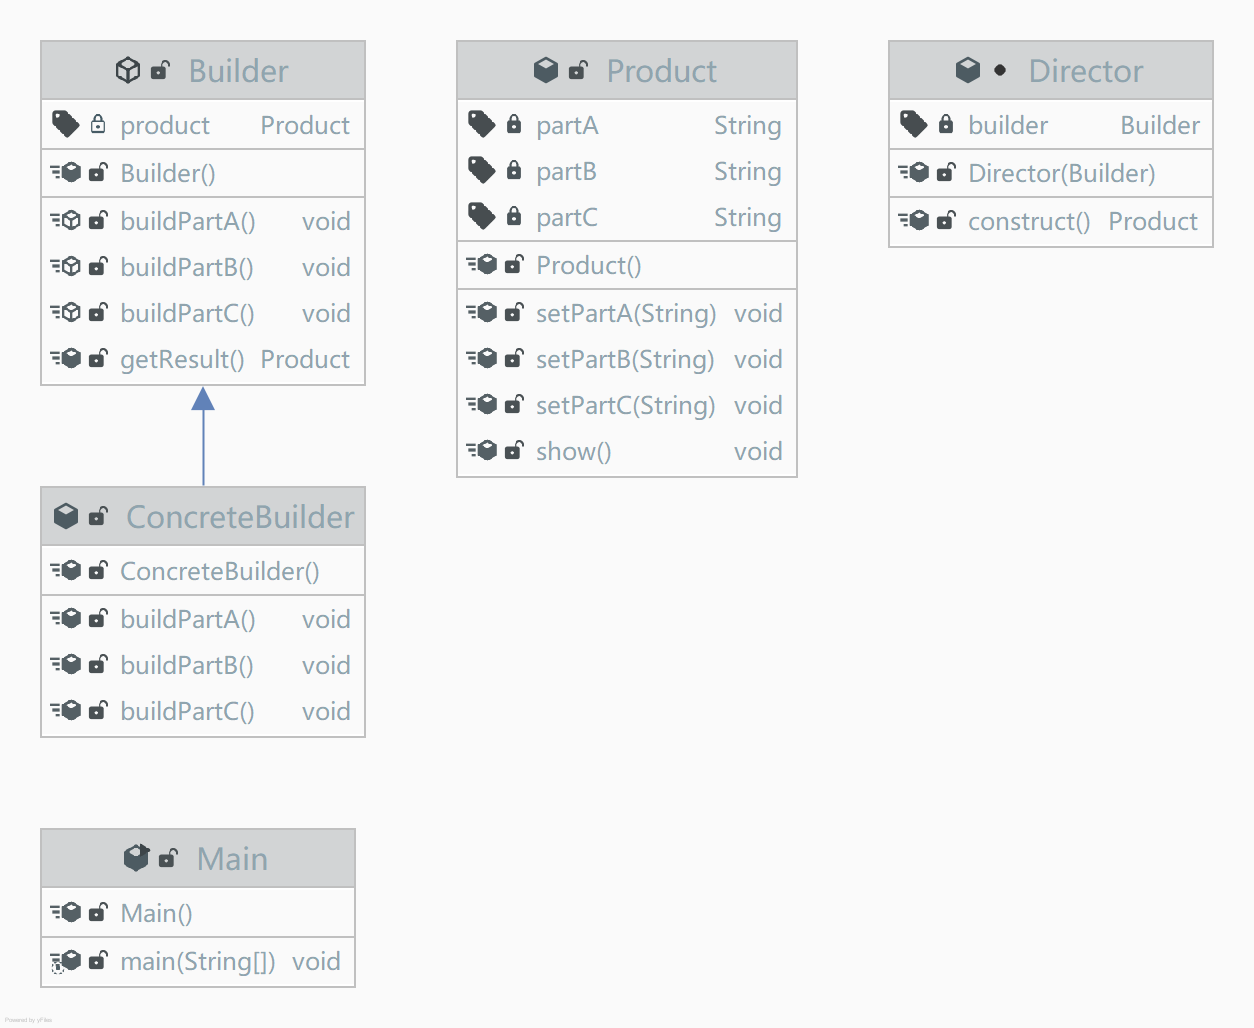 Builder
product Product
Builder()
buildPartA() void
buildPartB() void
buildPartC() void
getResult() Product
Product
partA String
partB String
partC String
Product()
setPartA(String) void
setPartB(String) void
setPartC(String) void
show() void
Director
builder Builder
Director(Builder)
construct() Product
ConcreteBuilder
ConcreteBuilder()
buildPartA() void
buildPartB() void
buildPartC() void
Main
Main()
main(String[]) void
Powered by yFiles